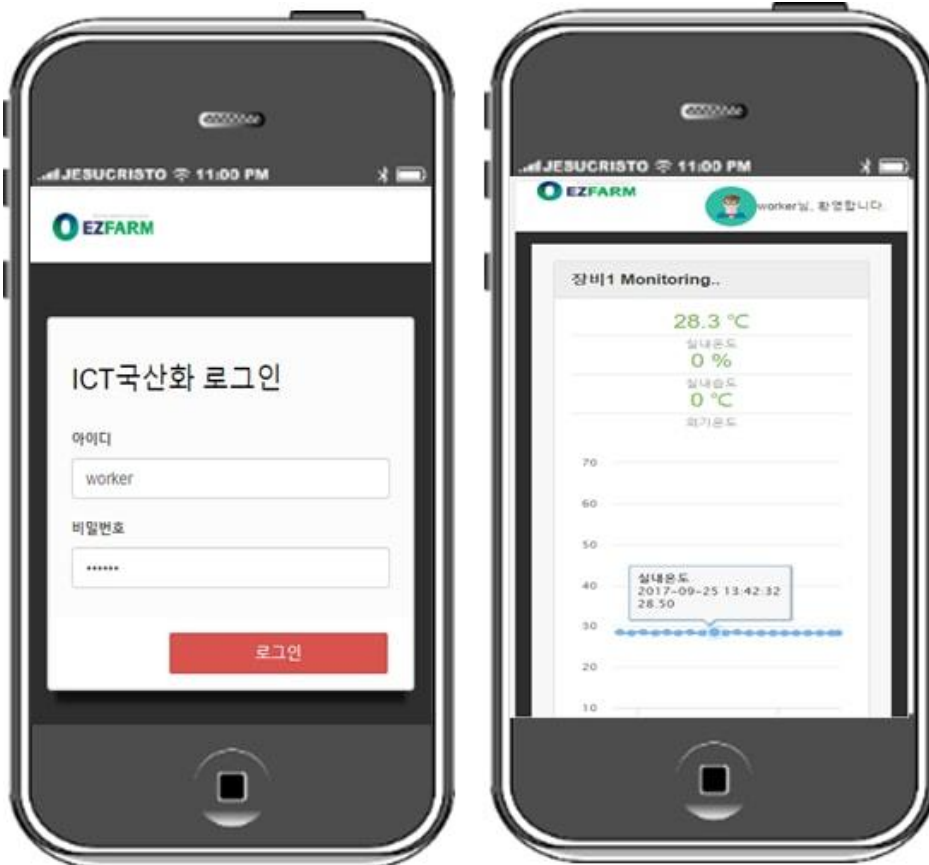 JESUCRISTO 11:00 PM
EZFARM
ICT국산화 로그인
아이디
worker
비밀번호
••••••
로그인
JESUCRISTO 11:00 PM
EZFARM
worker님, 환영합니다.
장비1 Monitoring..
28.3 ℃
실내온도
0 %
실내습도
0 ℃
외기온도
70
60
50
40
실내온도
2017-09-25 13:42:32
28.50
30
20
10